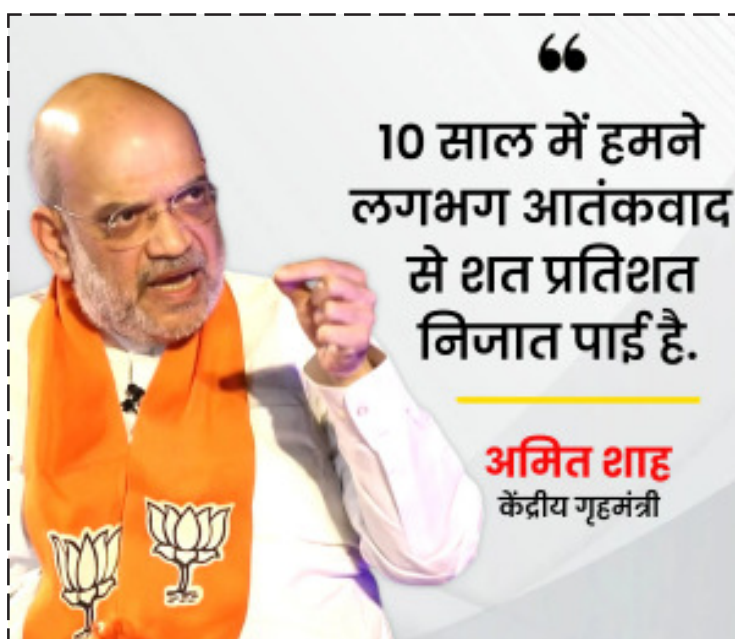 “
10 साल में हमने
लगभग आतंकवाद
से शत प्रतिशत
निजात पाई है.
अमित शाह
केंद्रीय गृहमंत्री